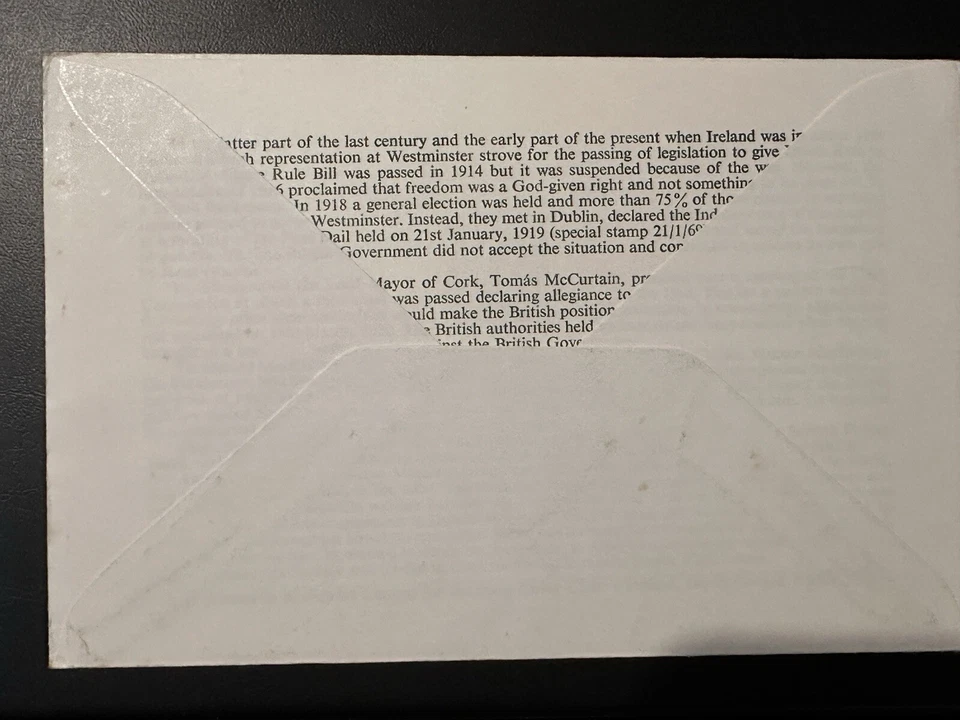 part of the last century and the early part of the present when Ireland was
representation at Westminster strove for the passing of legislation to give
Rule Bill was passed in 1914 but it was suspended because of the
proclaimed that freedom was a God-given right and not
In 1918 a general election was held and more than 75% of the
Westminster. Instead, they met in Dublin, declared the
Dail held on 21st January, 1919 (special stamp 21/1/69
Government did not accept the situation and
Mayor of Cork, Tomás McCurtain,
was passed declaring allegiance to
make the British position
British authorities held
the British